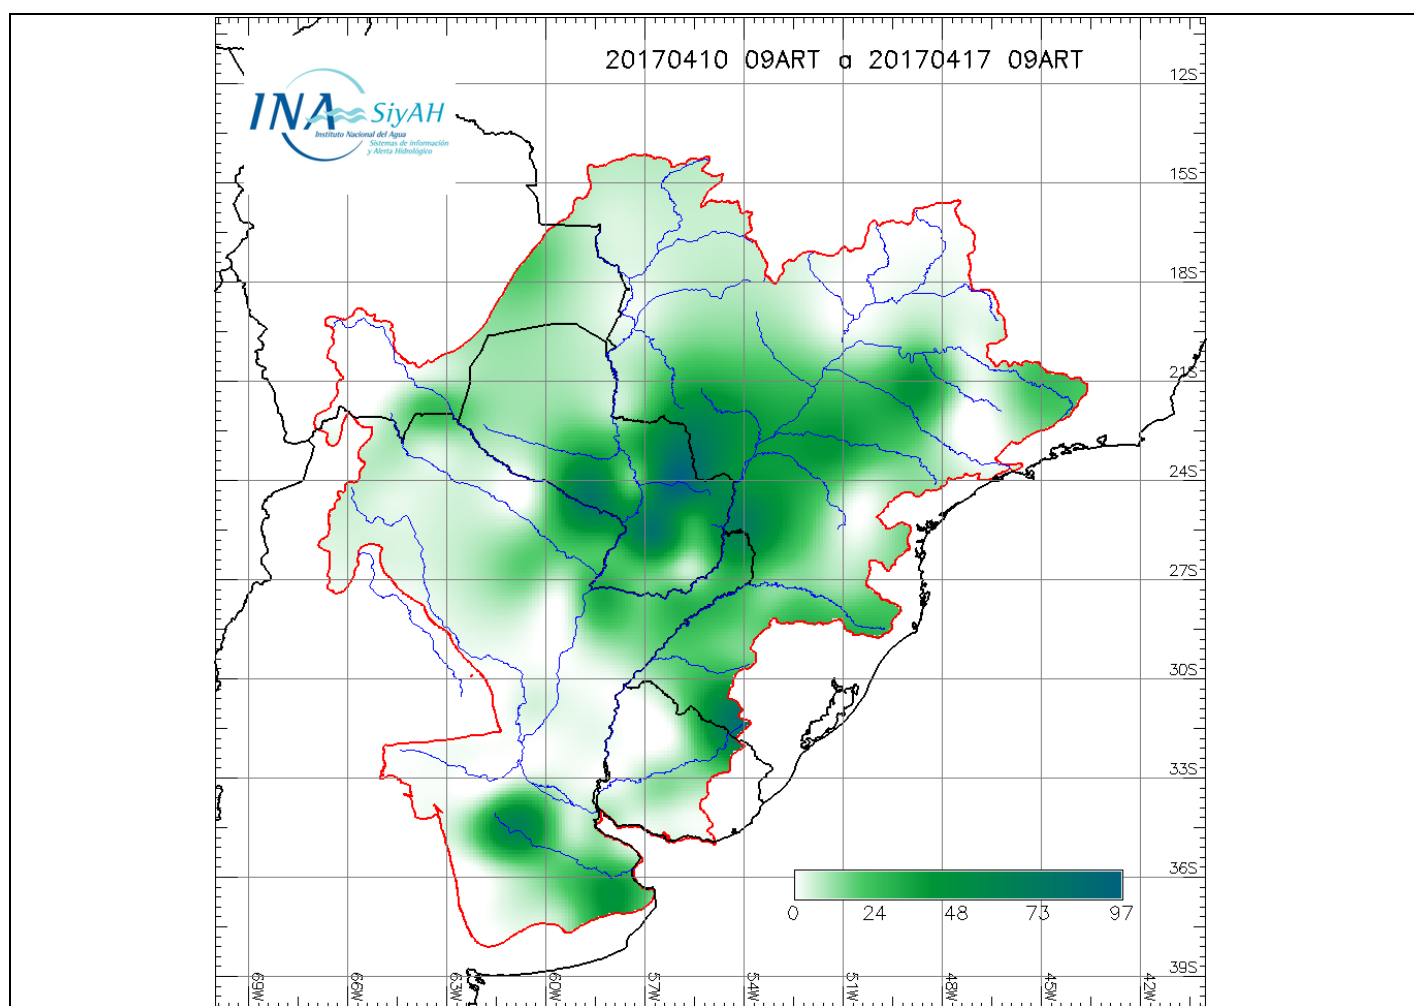 20170410 09ART a 20170417 09ART
INA SiyAH
Instituto Nacional del Agua
Sistemas de información
y Alerta Hidrológico
12S
15S
18S
21S
24S
27S
30S
33S
36S
39S
0 24 48 73 97
69W 66W 63W 60W 57W 54W 51W 48W 45W 42W